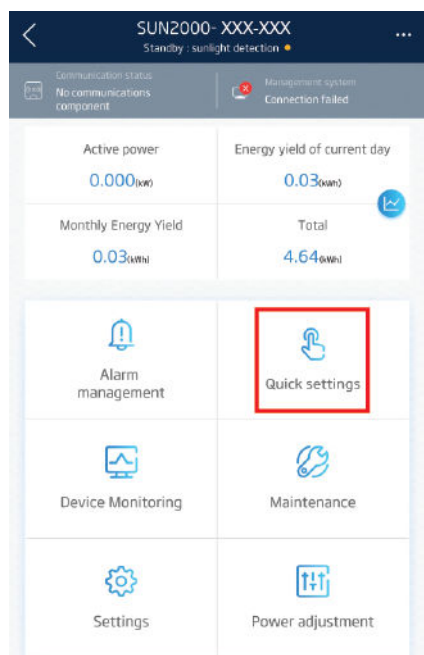 SUN2000- XXX-XXX
Standby : sunlight detection
Communication status
No communications
component
Management system
Connection failed
Active power
0.000(kW)
Energy yield of current day
0.03(kWh)
Monthly Energy Yield
0.03(kWh)
Total
4.64(kWh)
Alarm
management
Quick settings
Device Monitoring
Maintenance
Settings
Power adjustment